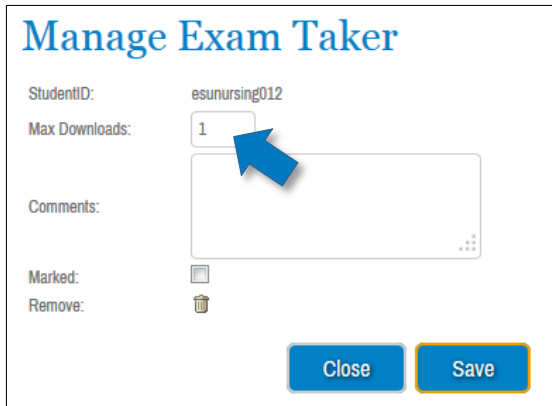 Manage Exam Taker
StudentID: esunursing012
Max Downloads: 1
Comments:
Marked:
Remove:
Close Save